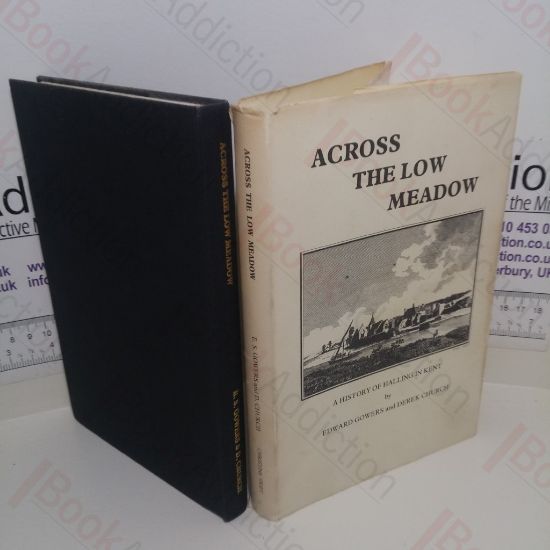 ACROSS
THE LOW
MEADOW
A HISTORY OF HALLING IN KENT
by
EDWARD GOWERS and DEREK CHURCH
ACROSS THE LOW MEADOW
E. S. GOWERS and D. CHURCH
ACROSS THE LOW MEADOW
E. S. GOWERS & D. CHURCH
BookAddiction